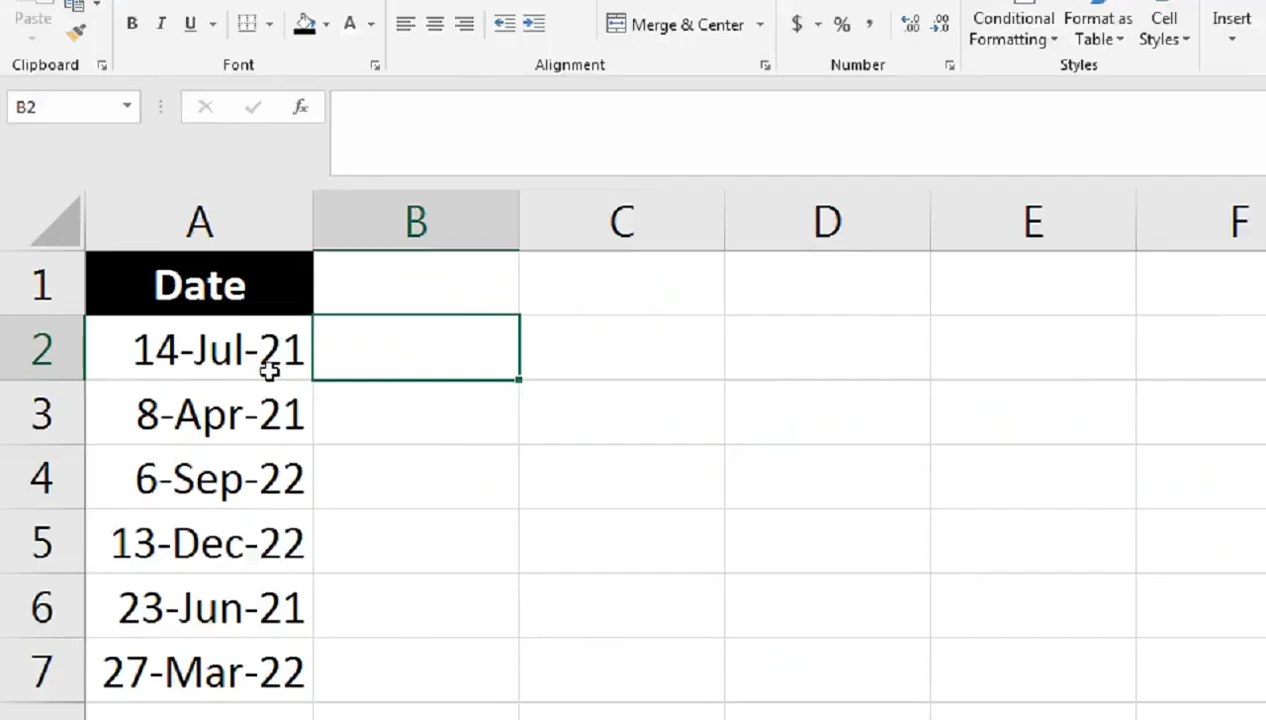 Paste
B I U A
Merge & Center
$ % ,
Conditional Formatting
Format as Table
Cell Styles
Insert
Clipboard Font Alignment Number Styles
B2 fx
A B C D E F
1 Date
2 14-Jul-21
3 8-Apr-21
4 6-Sep-22
5 13-Dec-22
6 23-Jun-21
7 27-Mar-22